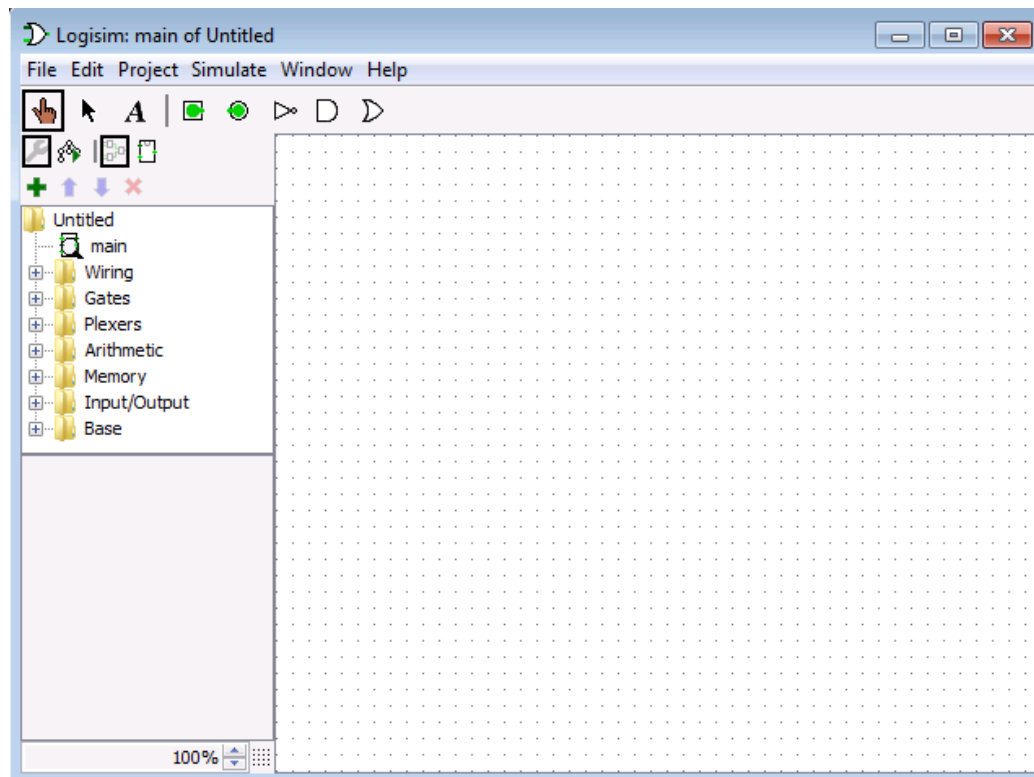 Logisim: main of Untitled
File Edit Project Simulate Window Help
A
Untitled
main
Wiring
Gates
Plexers
Arithmetic
Memory
Input/Output
Base
100%